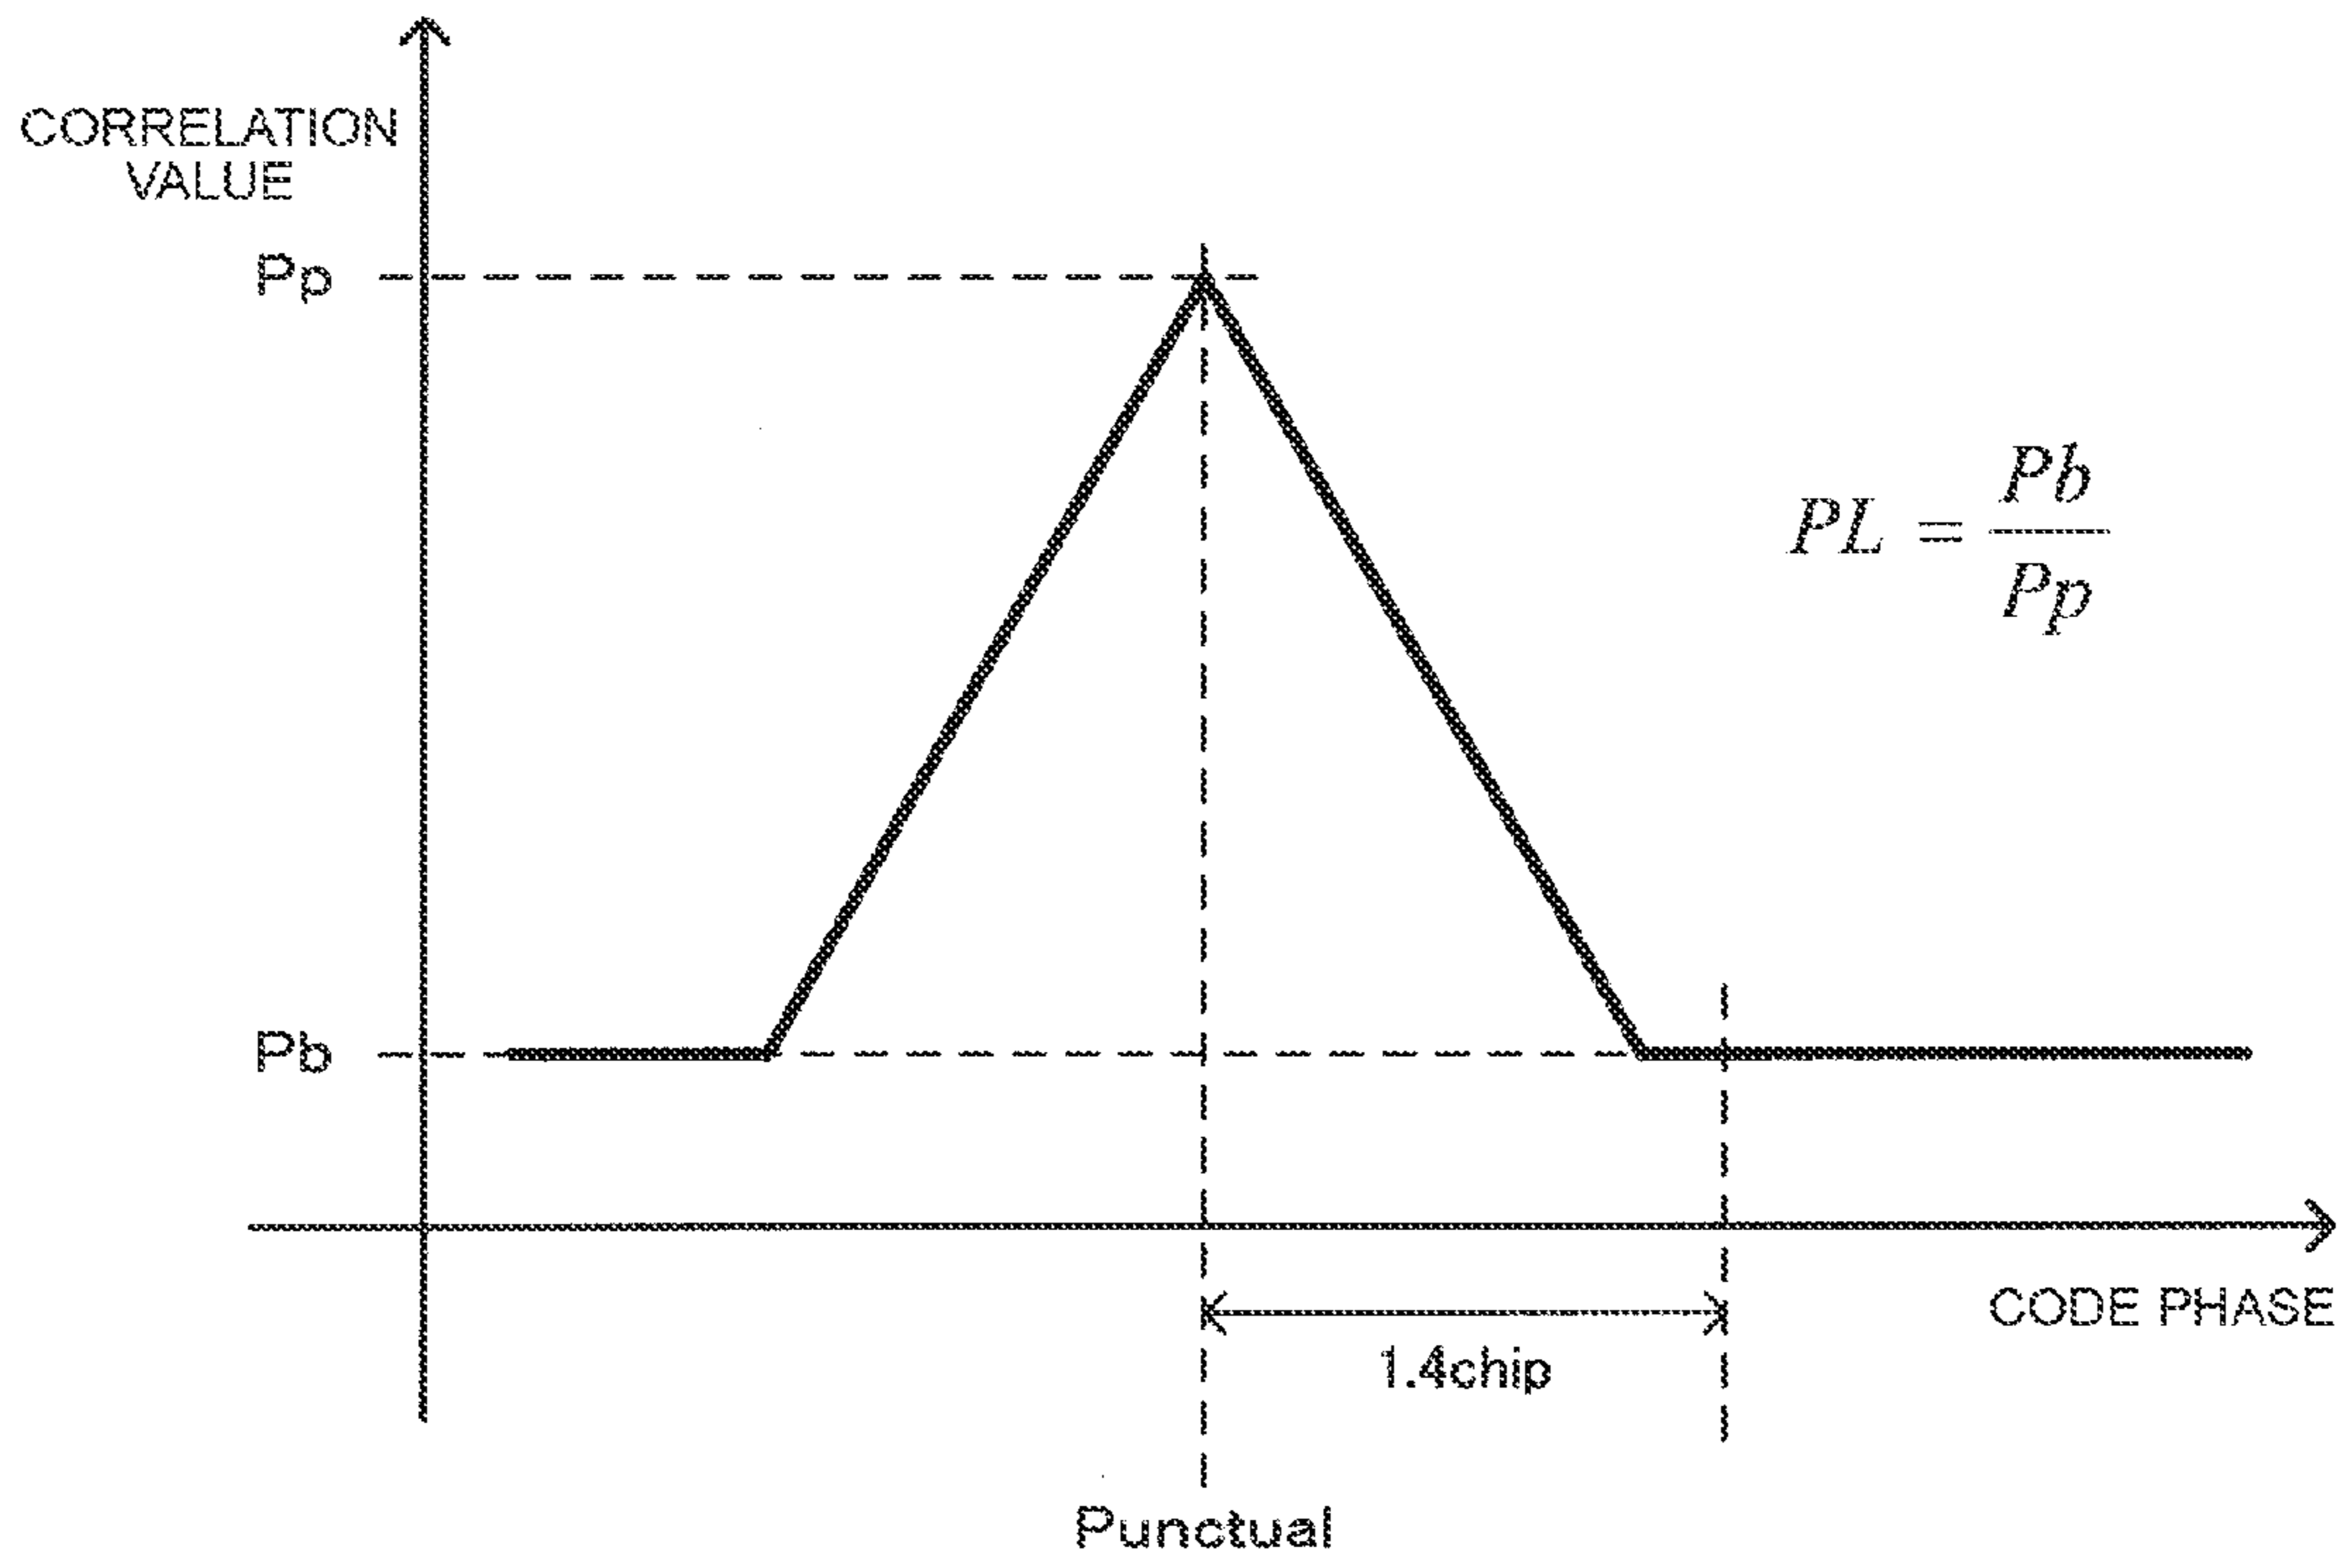 CORRELATION
VALUE
Pp
PL = Pb / Pp
Pb
CODE PHASE
1.4chip
Punctual